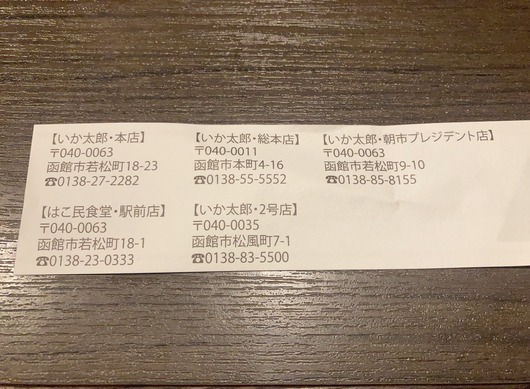 【いか太郎・本店】
〒040-0063
函館市若松町18-23
☎0138-27-2282
【いか太郎・総本店】
〒040-0011
函館市本町4-16
☎0138-55-5552
【いか太郎・朝市プレジデント店】
〒040-0063
函館市若松町9-10
☎0138-85-8155
【はこ民食堂・駅前店】
〒040-0063
函館市若松町18-1
☎0138-23-0333
【いか太郎・2号店】
〒040-0035
函館市松風町7-1
☎0138-83-5500